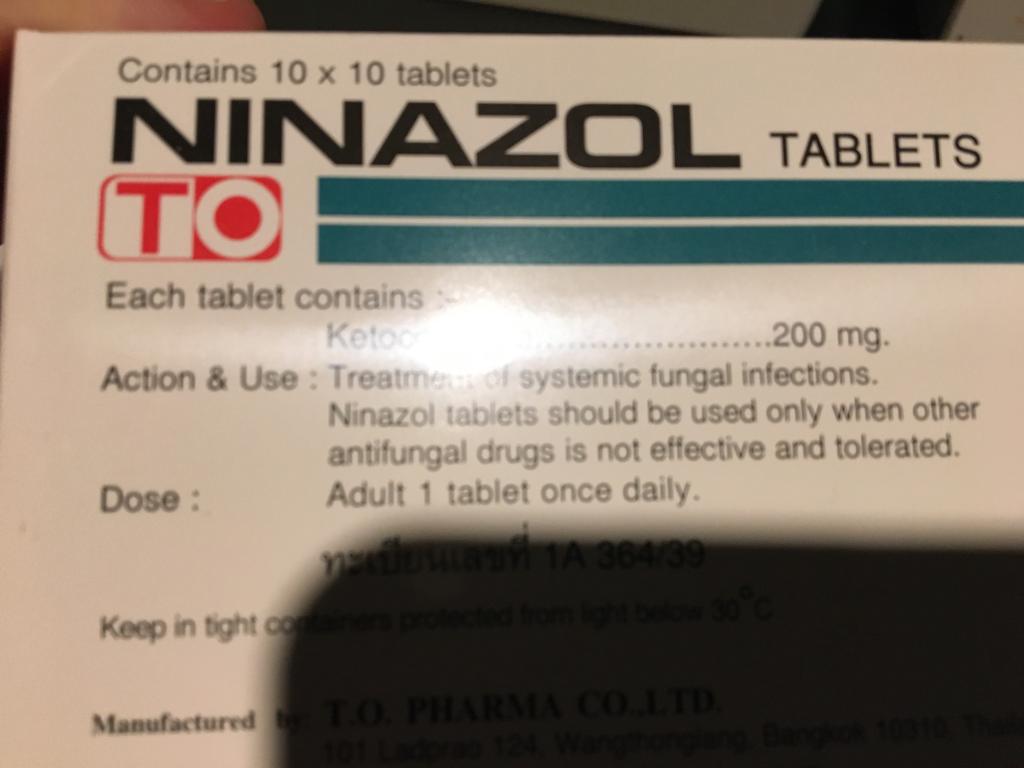 Contains 10 x 10 tablets
NINAZOL TABLETS
TO
Each tablet contains :-
200 mg.
Action & Use : Treatment of systemic fungal infections.
Ninazol tablets should be used only when other
antifungal drugs is not effective and tolerated.
Dose : Adult 1 tablet once daily.
ทะเบียนเลขที่ 1A 364/39
Keep in tight containers protected from light below 30°C
Manufactured by: T.O. PHARMA CO.,LTD.
101 Ladprao 124, Wangthonglang, Bangkok 10310,